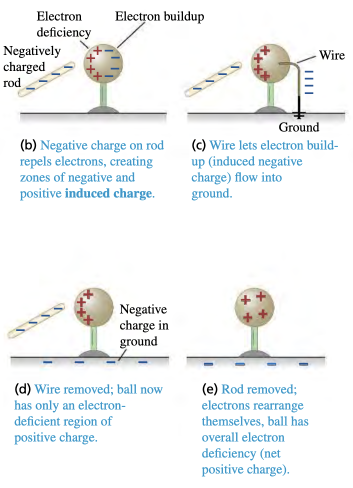 Electron deficiency
Electron buildup
Negatively charged rod
(b) Negative charge on rod
repels electrons, creating
zones of negative and
positive induced charge.
Wire
Ground
(c) Wire lets electron build-
up (induced negative
charge) flow into
ground.
Negative charge in ground
(d) Wire removed; ball now
has only an electron-
deficient region of
positive charge.
(e) Rod removed;
electrons rearrange
themselves, ball has
overall electron
deficiency (net
positive charge).